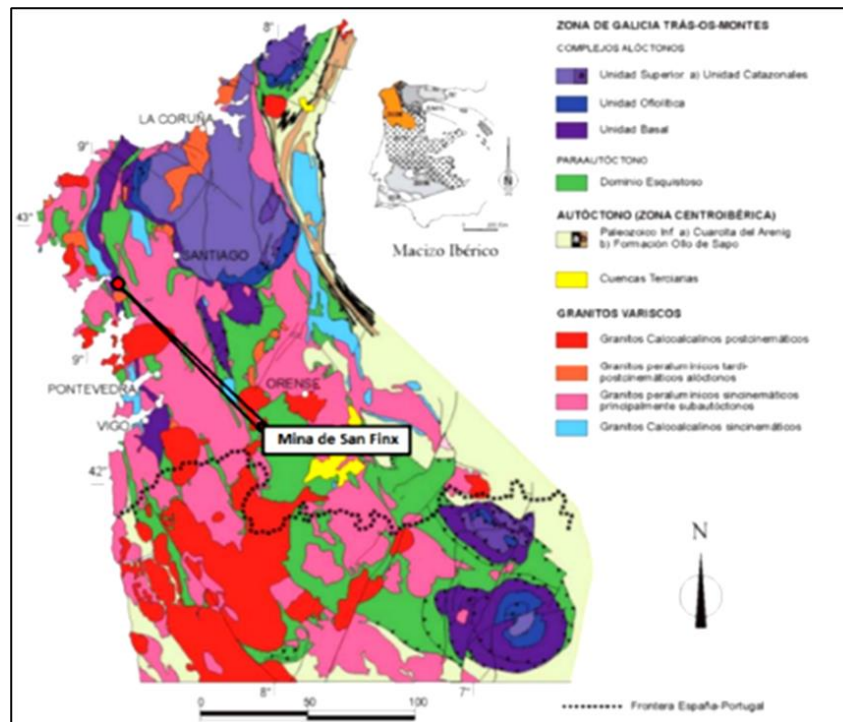 ZONA DE GALICIA TRÁS-OS-MONTES
COMPLEJOS ALÓCTONOS
Unidad Superior a) Unidad Catazonales
Unidad Ofiolítica
Unidad Basal
PARAAUTÓCTONO
Dominio Esquistoso
AUTÓCTONO (ZONA CENTROIBÉRICA)
Paleozoico Inf a) Cuarcita del Arenig
b) Formación Ollo de Sapo
Cuencas Terciarias
GRANITOS VARISCOS
Granitos Calcoalcalinos postcinemáticos
Granitos peralumínicos tardi-
postcinemáticos alóctonos
Granitos peralumínicos sincinemáticos
principalmente subautóctonos
Granitos Calcoalcalinos sincinemáticos
8°
LA CORUÑA
9°
43°
SANTIAGO
N
Macizo Ibérico
9°
PONTEVEDRA
ORENSE
VIGO
Mina de San Finx
42°
N
8°
7°
0 50 100
Frontera España-Portugal